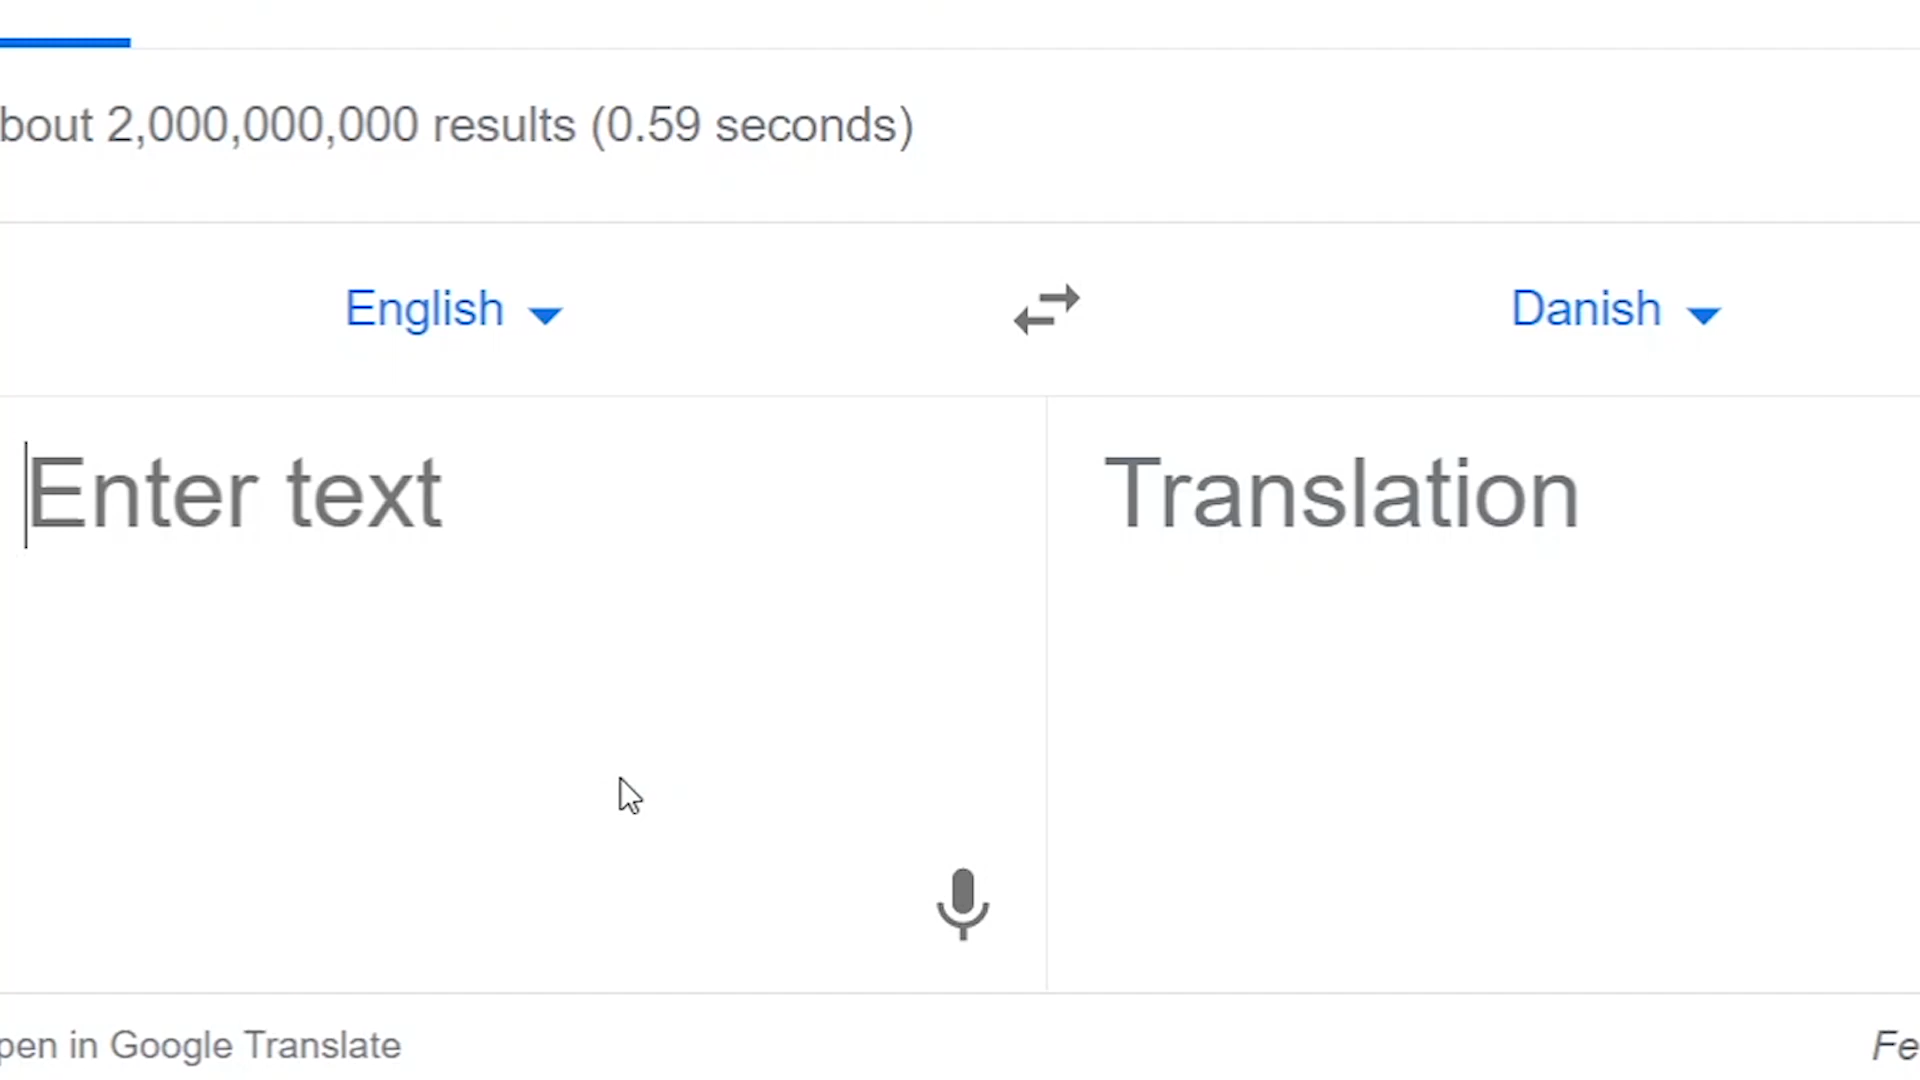 bout 2,000,000,000 results (0.59 seconds)
English
Danish
Enter text
Translation
pen in Google Translate
Fe